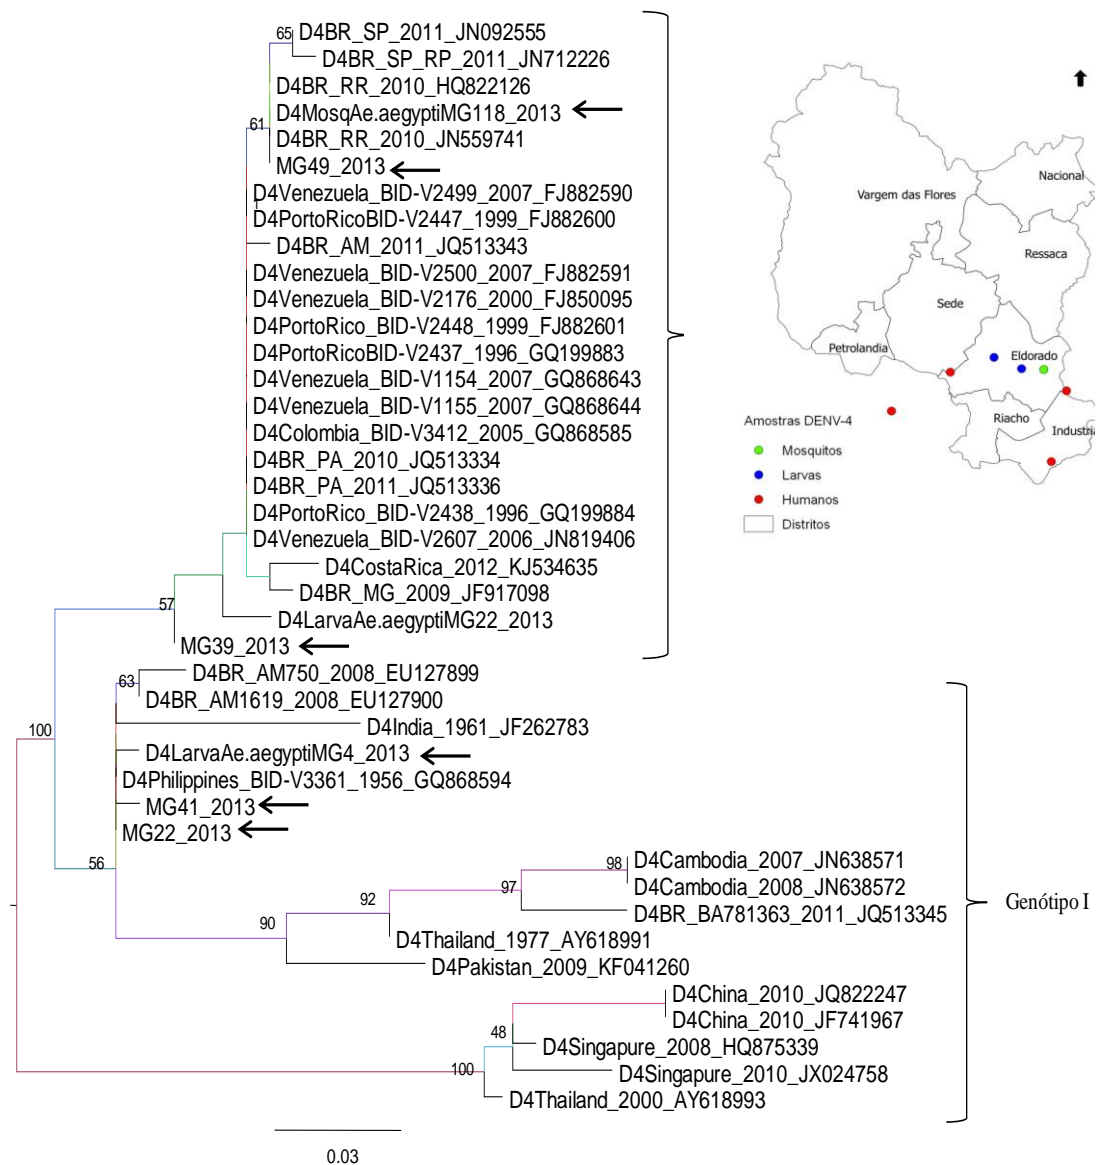 65
D4BR_SP_2011_JN092555
D4BR_SP_RP_2011_JN712226
D4BR_RR_2010_HQ822126
D4MosqAe.aegyptiMG118_2013
61
D4BR_RR_2010_JN559741
MG49_2013
D4Venezuela_BID-V2499_2007_FJ882590
D4PortoRicoBID-V2447_1999_FJ882600
D4BR_AM_2011_JQ513343
D4Venezuela_BID-V2500_2007_FJ882591
D4Venezuela_BID-V2176_2000_FJ850095
D4PortoRico_BID-V2448_1999_FJ882601
D4PortoRicoBID-V2437_1996_GQ199883
D4Venezuela_BID-V1154_2007_GQ868643
D4Venezuela_BID-V1155_2007_GQ868644
D4Colombia_BID-V3412_2005_GQ868585
D4BR_PA_2010_JQ513334
D4BR_PA_2011_JQ513336
D4PortoRico_BID-V2438_1996_GQ199884
D4Venezuela_BID-V2607_2006_JN819406
D4CostaRica_2012_KJ534635
D4BR_MG_2009_JF917098
57
D4LarvaAe.aegyptiMG22_2013
MG39_2013
D4BR_AM750_2008_EU127899
63
D4BR_AM1619_2008_EU127900
100
D4India_1961_JF262783
D4LarvaAe.aegyptiMG4_2013
D4Philippines_BID-V3361_1956_GQ868594
MG41_2013
MG22_2013
56
98
D4Cambodia_2007_JN638571
D4Cambodia_2008_JN638572
97
92
D4BR_BA781363_2011_JQ513345
90
D4Thailand_1977_AY618991
D4Pakistan_2009_KF041260
D4China_2010_JQ822247
D4China_2010_JF741967
48
D4Singapure_2008_HQ875339
100
D4Singapure_2010_JX024758
D4Thailand_2000_AY618993
0.03
Genótipo I
Nacional
Vargem das Flores
Ressaca
Sede
Petrolandia
Eldorado
Riacho
Industria
Amostras DENV-4
Mosquitos
Larvas
Humanos
Distritos